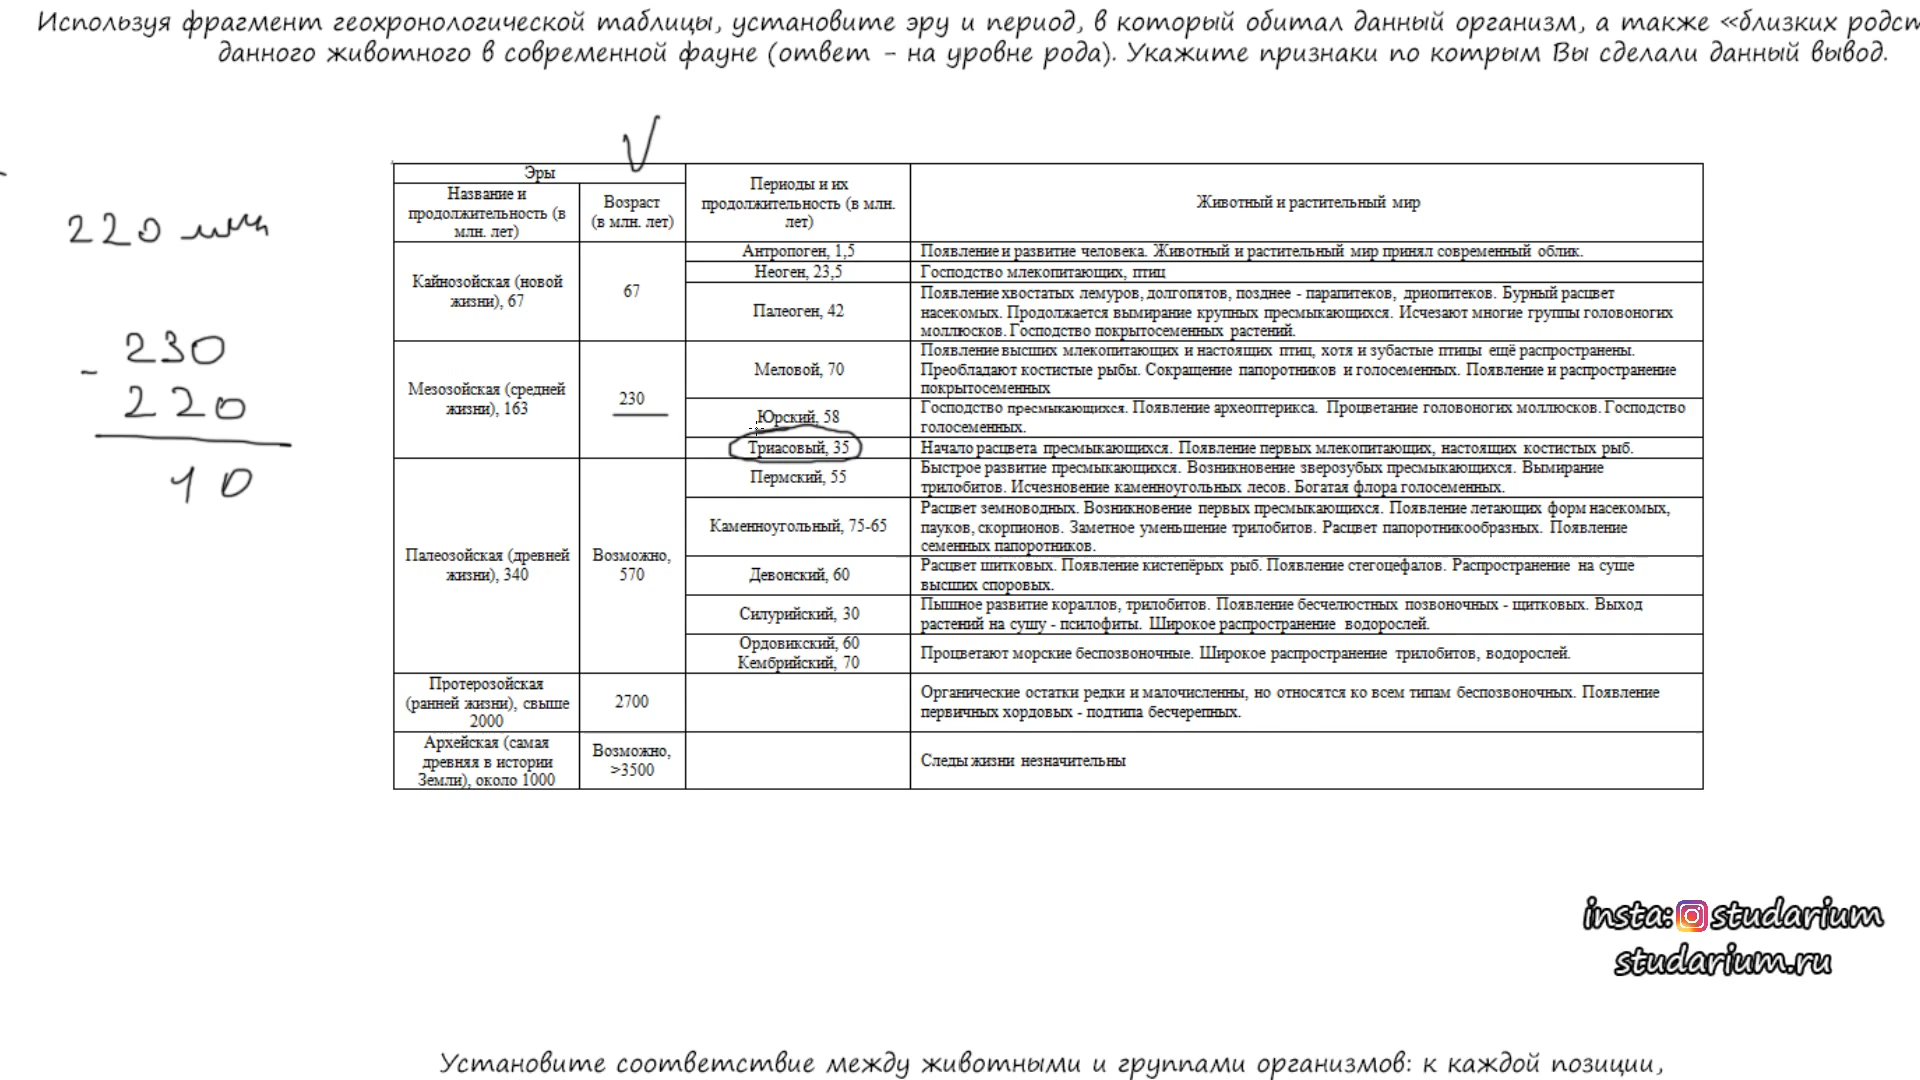 Используя фрагмент геохронологической таблицы, установите эру и период, в который обитал данный организм, а также «близких родст
данного животного в современной фауне (ответ – на уровне рода). Укажите признаки по котрым Вы сделали данный вывод.
220 млн
230
- 220
10
Эры
Название и
продолжительность (в
млн. лет)
Возраст
(в млн. лет)
Периоды и их
продолжительность (в млн.
лет)
Животный и растительный мир
Кайнозойская (новой
жизни), 67
67
Антропоген, 1,5
Появление и развитие человека. Животный и растительный мир принял современный облик.
Неоген, 23,5
Господство млекопитающих, птиц
Палеоген, 42
Появление хвостатых лемуров, долгопятов, позднее - парапитеков, дриопитеков. Бурный расцвет
насекомых. Продолжается вымирание крупных пресмыкающихся. Исчезают многие группы головоногих
моллюсков. Господство покрытосеменных растений.
Мезозойская (средней
жизни), 163
230
Меловой, 70
Появление высших млекопитающих и настоящих птиц, хотя и зубастые птицы ещё распространены.
Преобладают костистые рыбы. Сокращение папоротников и голосеменных. Появление и распространение
покрытосеменных
Юрский, 58
Господство пресмыкающихся. Появление археоптерикса. Процветание головоногих моллюсков. Господство
голосеменных.
Триасовый, 35
Начало расцвета пресмыкающихся. Появление первых млекопитающих, настоящих костистых рыб.
Палеозойская (древней
жизни), 340
Возможно,
570
Пермский, 55
Быстрое развитие пресмыкающихся. Возникновение зверозубых пресмыкающихся. Вымирание
трилобитов. Исчезновение каменноугольных лесов. Богатая флора голосеменных.
Каменноугольный, 75-65
Расцвет земноводных. Возникновение первых пресмыкающихся. Появление летающих форм насекомых,
пауков, скорпионов. Заметное уменьшение трилобитов. Расцвет папоротникообразных. Появление
семенных папоротников.
Девонский, 60
Расцвет щитковых. Появление кистепёрых рыб. Появление стегоцефалов. Распространение на суше
высших споровых.
Силурийский, 30
Пышное развитие кораллов, трилобитов. Появление бесчелюстных позвоночных - щитковых. Выход
растений на сушу - псилофиты. Широкое распространение водорослей.
Ордовикский, 60
Кембрийский, 70
Процветают морские беспозвоночные. Широкое распространение трилобитов, водорослей.
Протерозойская
(ранней жизни), свыше
2000
2700
Органические остатки редки и малочисленны, но относятся ко всем типам беспозвоночных. Появление
первичных хордовых - подтипа бесчерепных.
Архейская (самая
древняя в истории
Земли), около 1000
Возможно,
>3500
Следы жизни незначительны
insta: studarium
studarium.ru
Установите соответствие между животными и группами организмов: к каждой позиции,